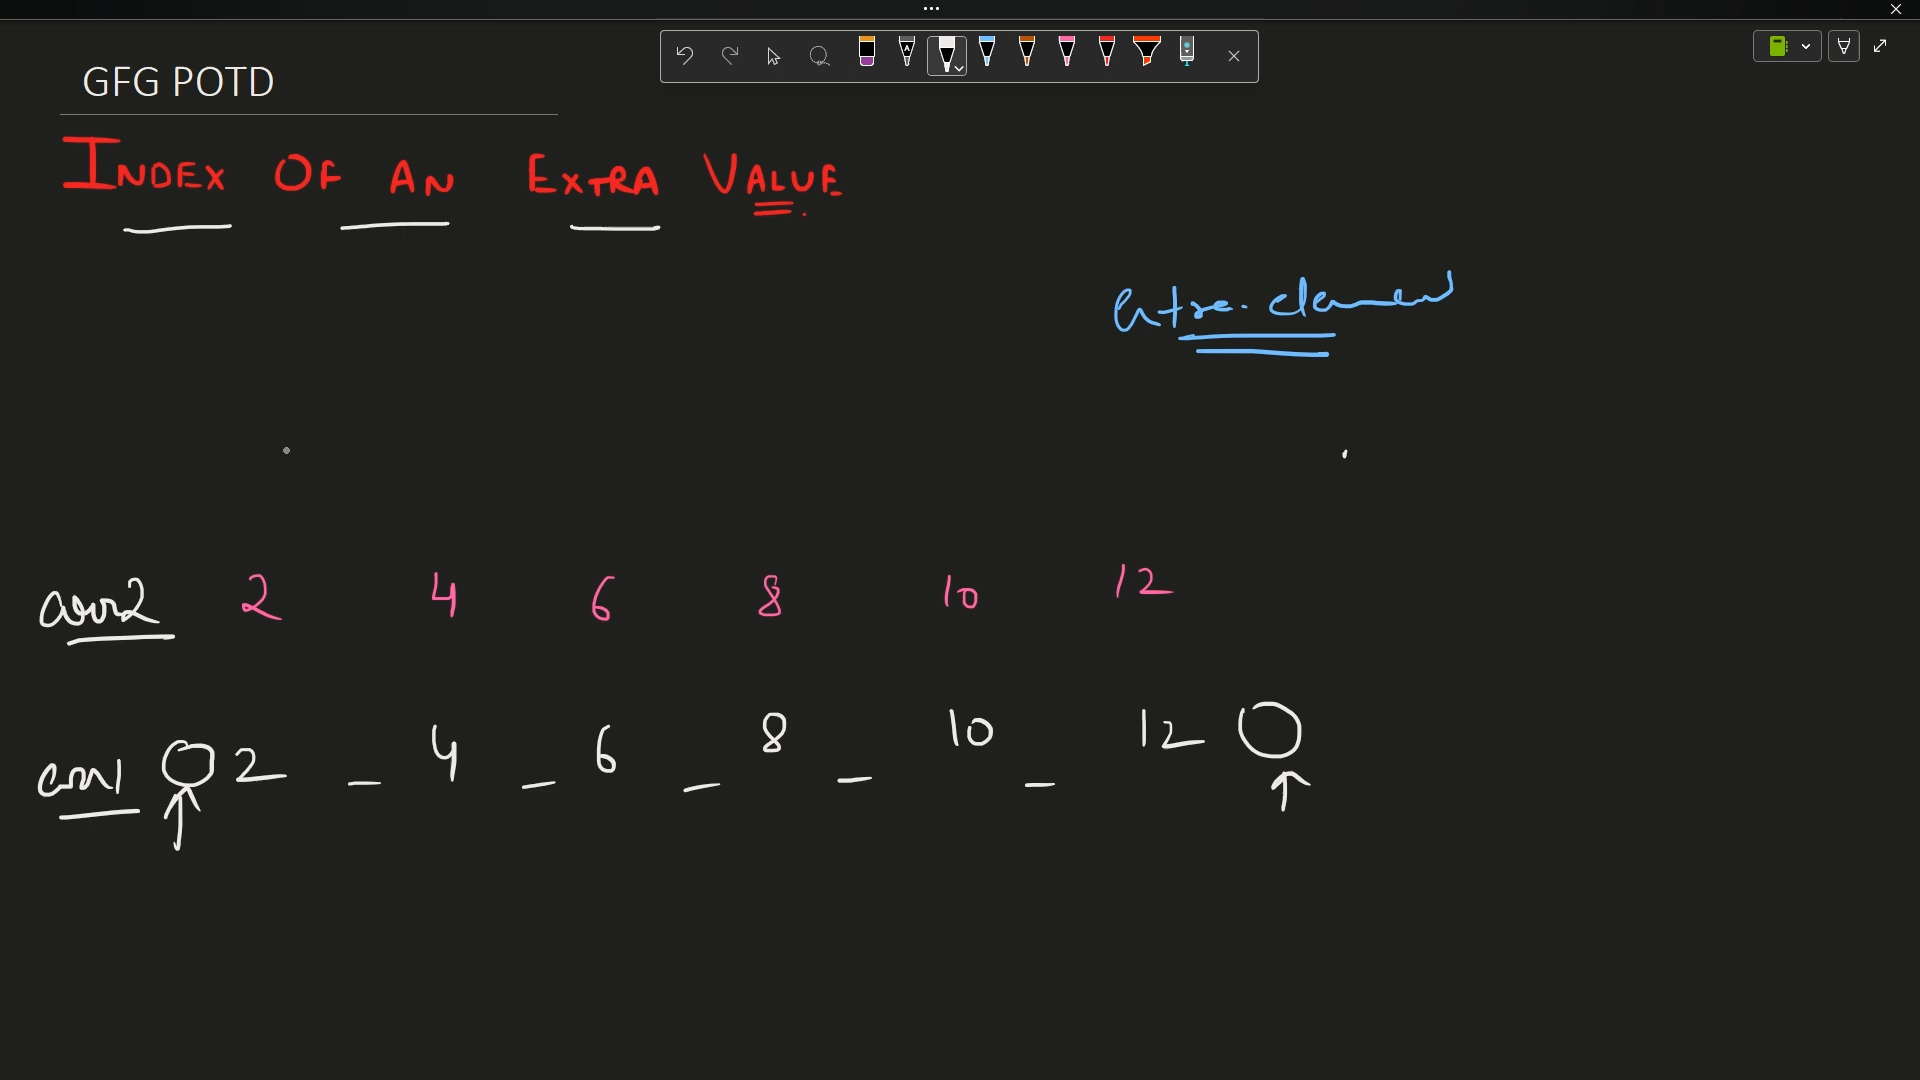 GFG POTD
INDEX OF AN EXTRA VALUE
Extra element
arr2 2 4 6 8 10 12
arr1 2 _ 4 _ 6 _ 8 _ 10 _ 12